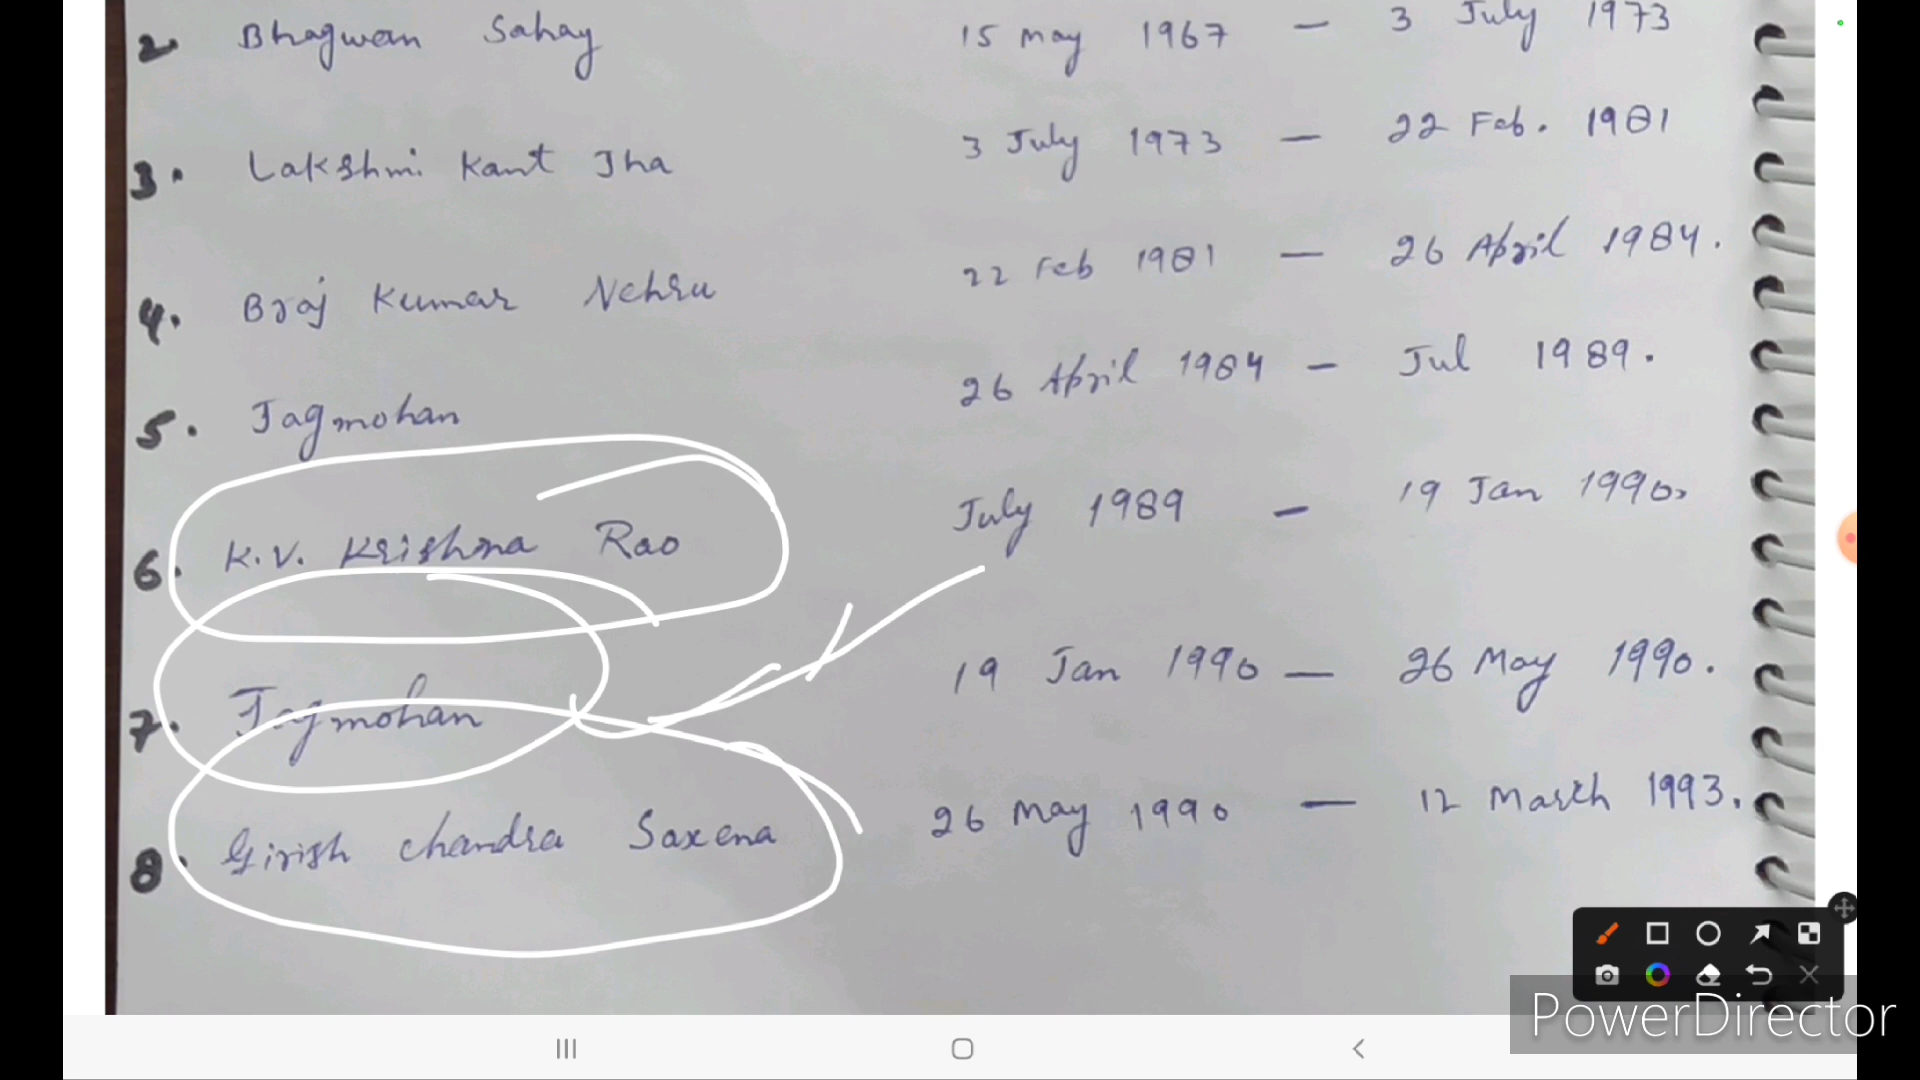 2. Bhagwan Sahay 15 May 1967 — 3 July 1973
3. Lakshmi Kant Jha 3 July 1973 — 22 Feb. 1981
4. Braj Kumar Nehru 22 Feb 1981 — 26 April 1984.
5. Jagmohan 26 April 1984 — Jul 1989.
6. K.V. Krishna Rao July 1989 — 19 Jan 1990.
7. Jagmohan 19 Jan 1990 — 26 May 1990.
8. Girish Chandra Saxena 26 May 1990 — 12 March 1993.
PowerDirector